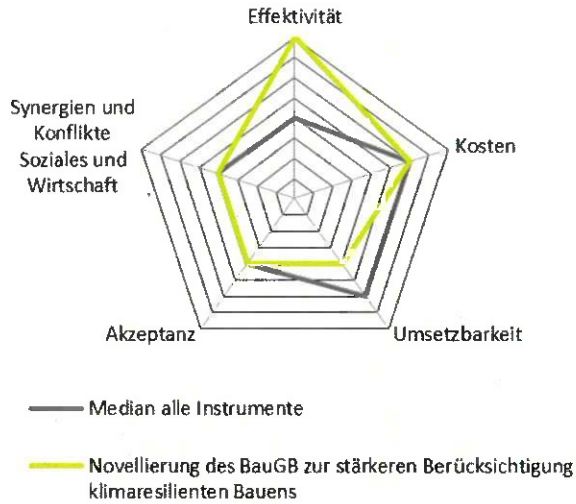 Effektivität
Synergien und
Konflikte
Soziales und
Wirtschaft
Kosten
Akzeptanz
Umsetzbarkeit
Median alle Instrumente
Novellierung des BauGB zur stärkeren Berücksichtigung
klimaresilienten Bauens